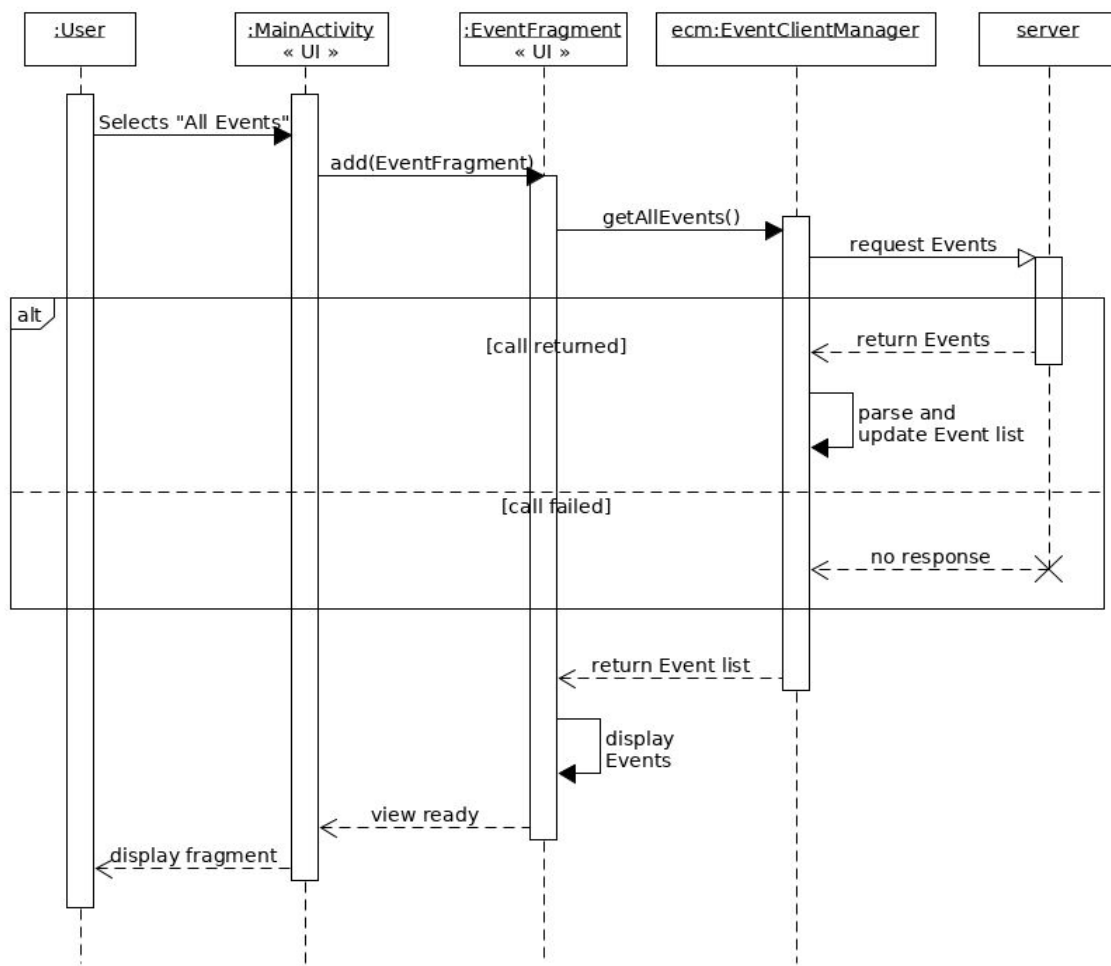 :User
:MainActivity
« UI »
:EventFragment
« UI »
ecm:EventClientManager
server
Selects "All Events"
add(EventFragment)
getAllEvents()
request Events
alt
[call returned]
return Events
parse and
update Event list
[call failed]
no response
return Event list
display
Events
view ready
display fragment